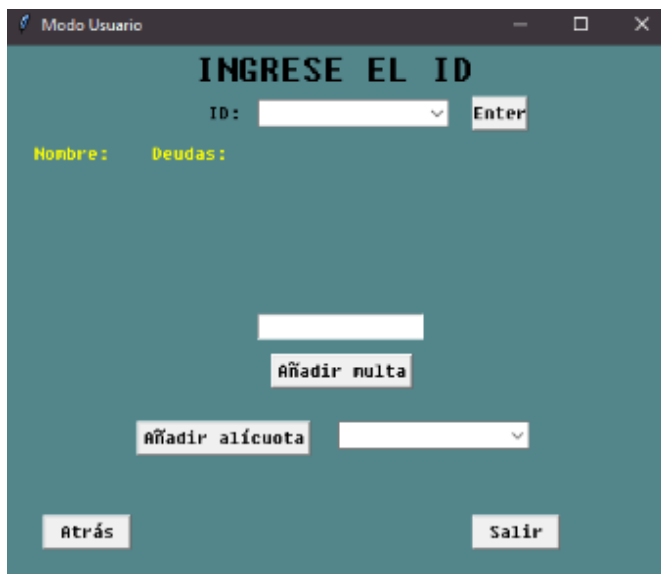 Modo Usuario
INGRESE EL ID
ID: Enter
Nombre: Deudas:
Añadir multa
Añadir alícuota
Atrás Salir